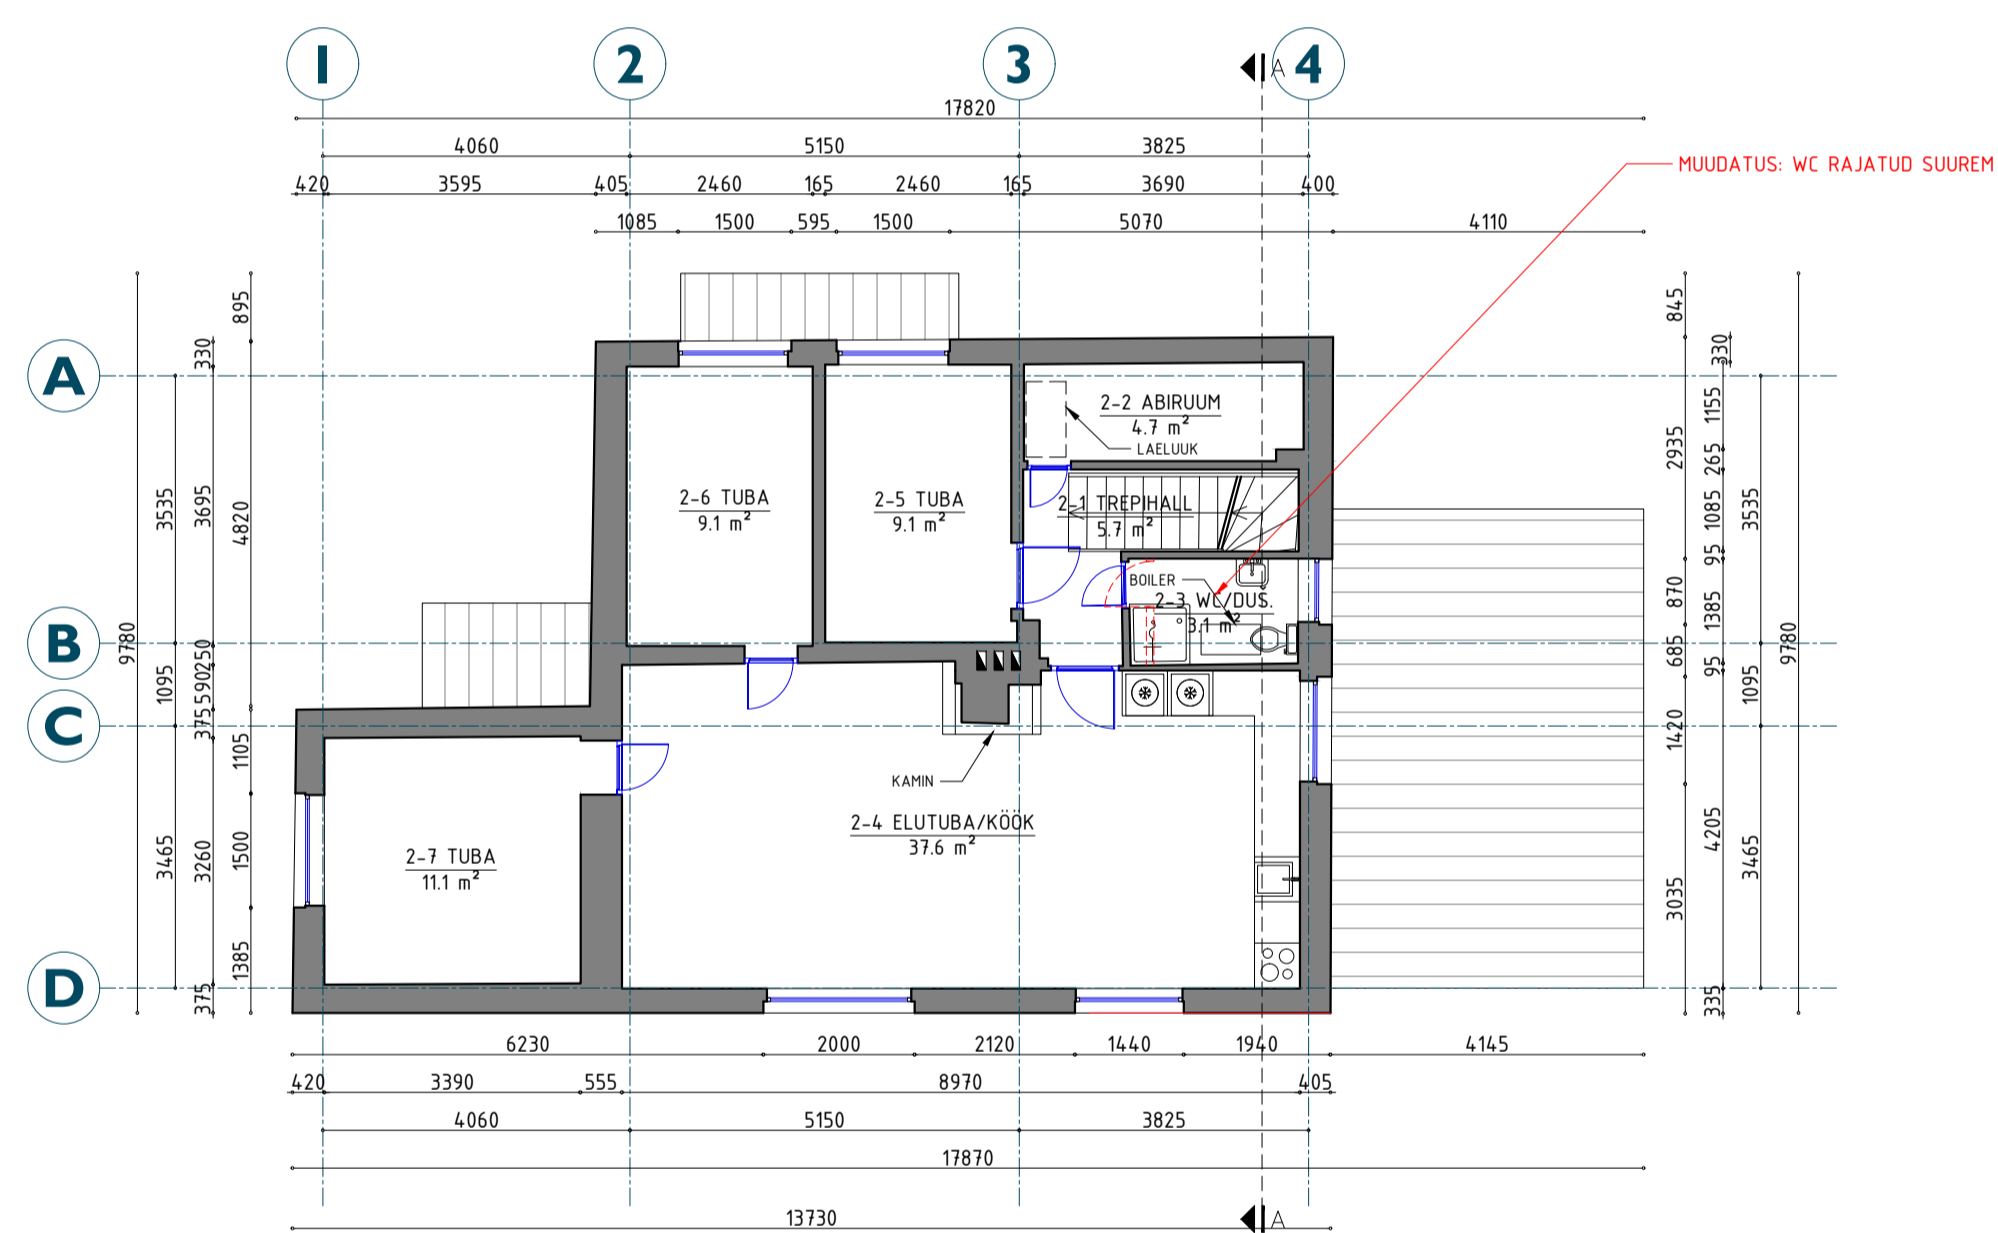 1 2 3 A 4
17820
4060 5150 3825
MUUDATUS: WC RAJATUD SUUREM
420 3595 405 2460 165 2460 165 3690 400
1085 1500 595 1500 5070 4110
895
845
330
330
A
2-2 ABIRUUM
4.7 m²
1155
LAELUUK
2935
265
2-6 TUBA
9.1 m²
2-5 TUBA
9.1 m²
2-1 TREPIHALL
5.7 m²
3535
3695
4820
1085
3535
95
BOILER
870
1385
2-3 WC/DUŠ.
3.1 m²
B
9780
250
590
1095
375
685
95
9780
1095
C
1105
1420
KAMIN
2-4 ELUTUBA/KÖÖK
37.6 m²
2-7 TUBA
11.1 m²
3465
3260
1500
4205
3465
3035
1385
D
375
335
6230 2000 2120 1440 1940 4145
420 3390 555 8970 405
4060 5150 3825
17870
13730
A